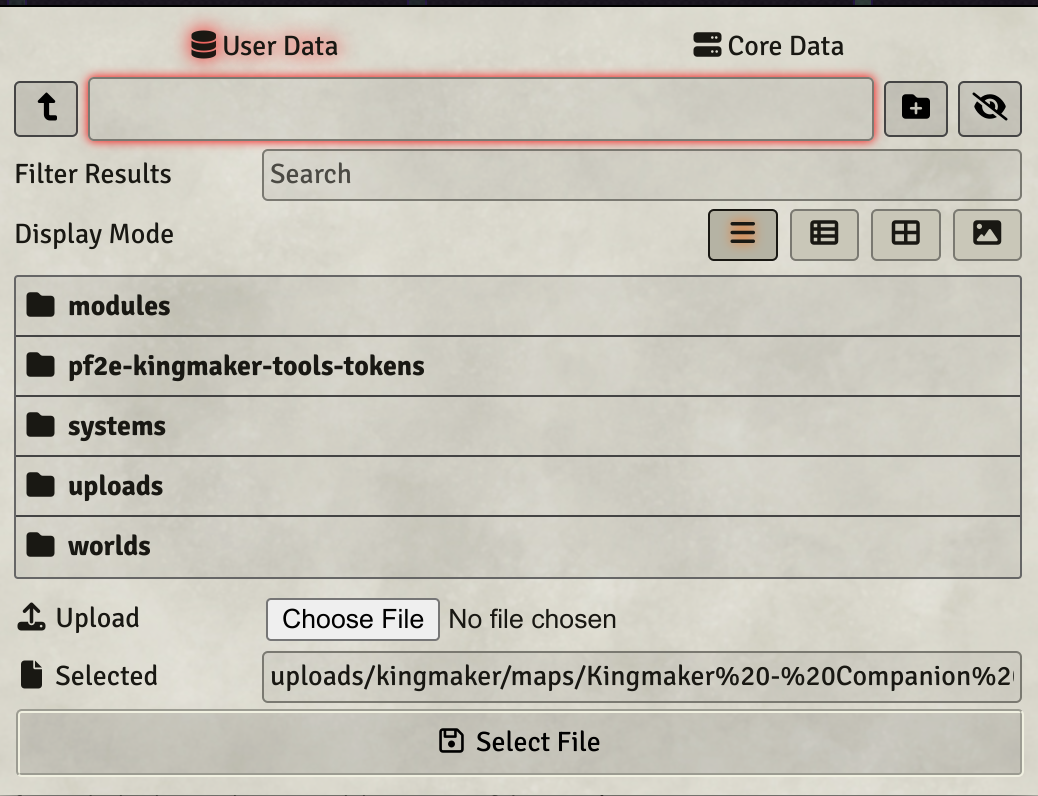 User Data Core Data
Filter Results Search
Display Mode
modules
pf2e-kingmaker-tools-tokens
systems
uploads
worlds
Upload Choose File No file chosen
Selected uploads/kingmaker/maps/Kingmaker%20-%20Companion%2
Select File